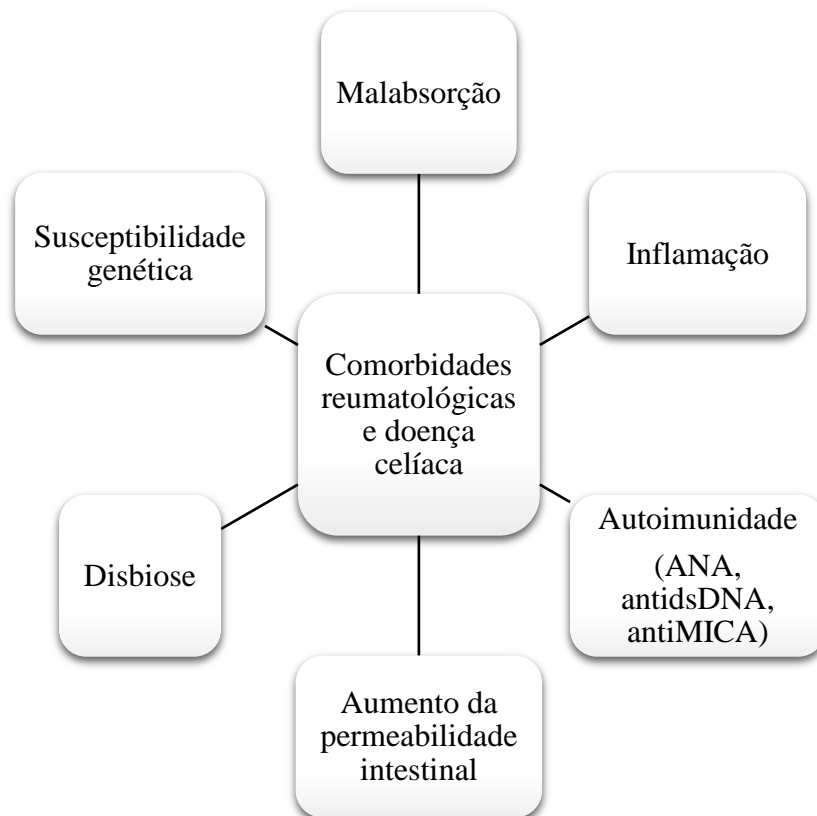 Malabsorção
Susceptibilidade
genética
Inflamação
Comorbidades
reumatológicas
e doença
celíaca
Disbiose
Autoimunidade
(ANA,
antidsDNA,
antiMICA)
Aumento da
permeabilidade
intestinal